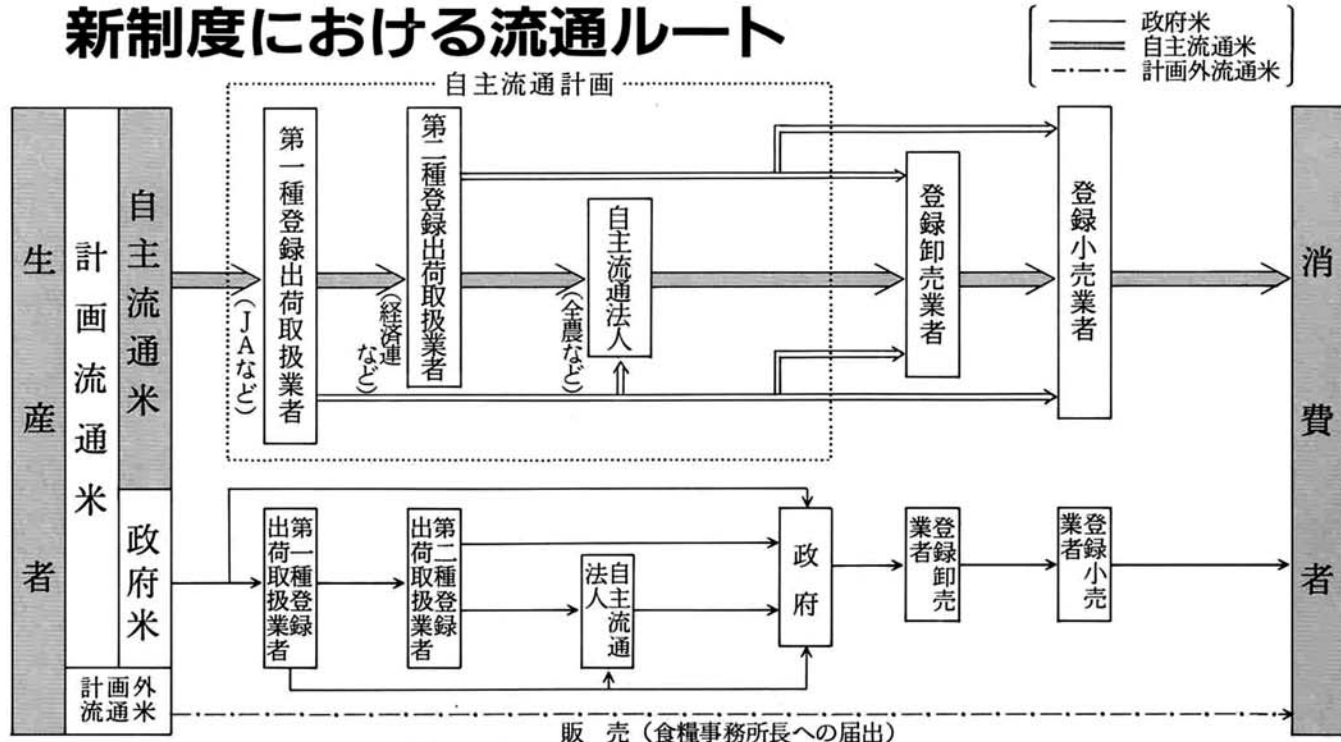 新制度における流通ルート
政府米
自主流通米
計画外流通米
自主流通計画
生産者
計画流通米
自主流通米
第一種登録出荷取扱業者
(JAなど)
第二種登録出荷取扱業者
(経済連
など)
自主流通法人
(全農など)
登録卸売業者
登録小売業者
消費者
政府米
第一種登録
出荷取扱業者
第二種登録
出荷取扱業者
自主流通
法人
政府
登録卸売
業者
登録小売
業者
計画外
流通米
販 売(食糧事務所長への届出)